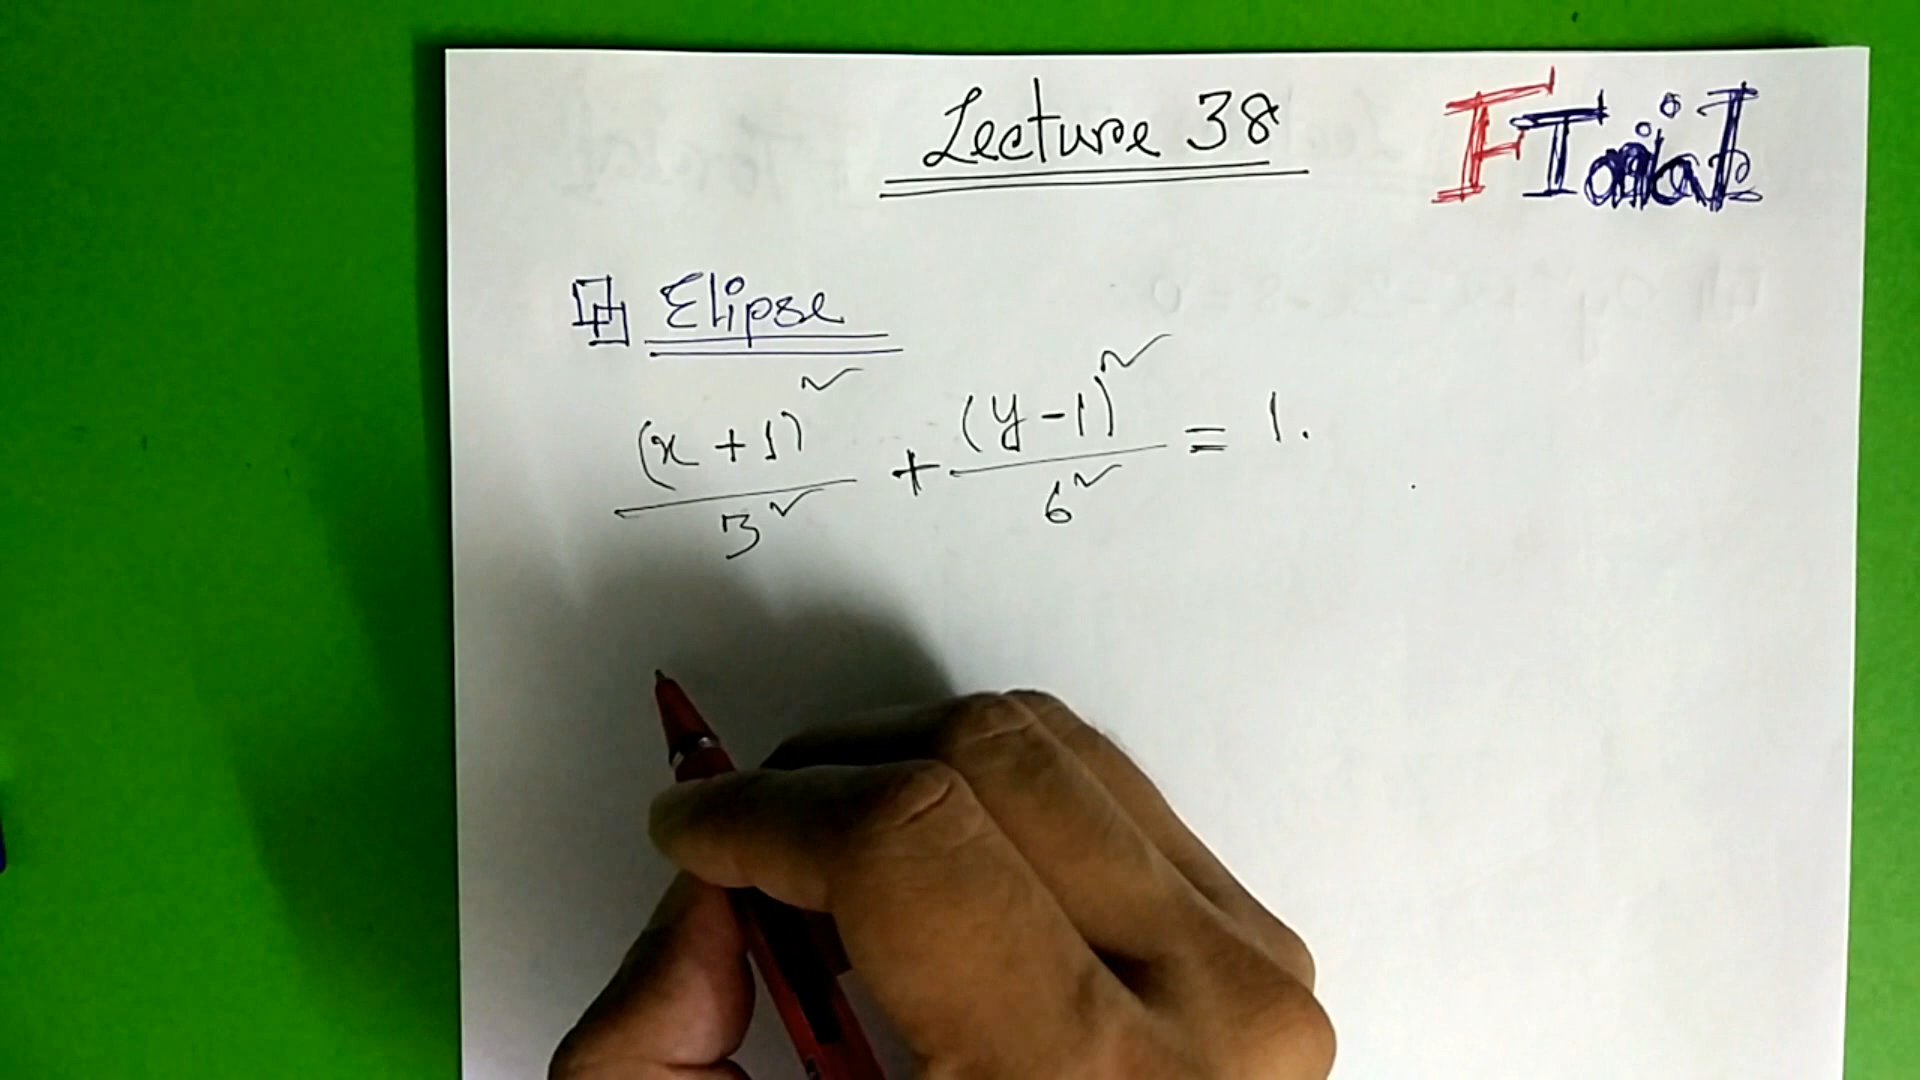 Lecture 38
Elipse
(x+1)² / 3² + (y-1)² / 6² = 1.